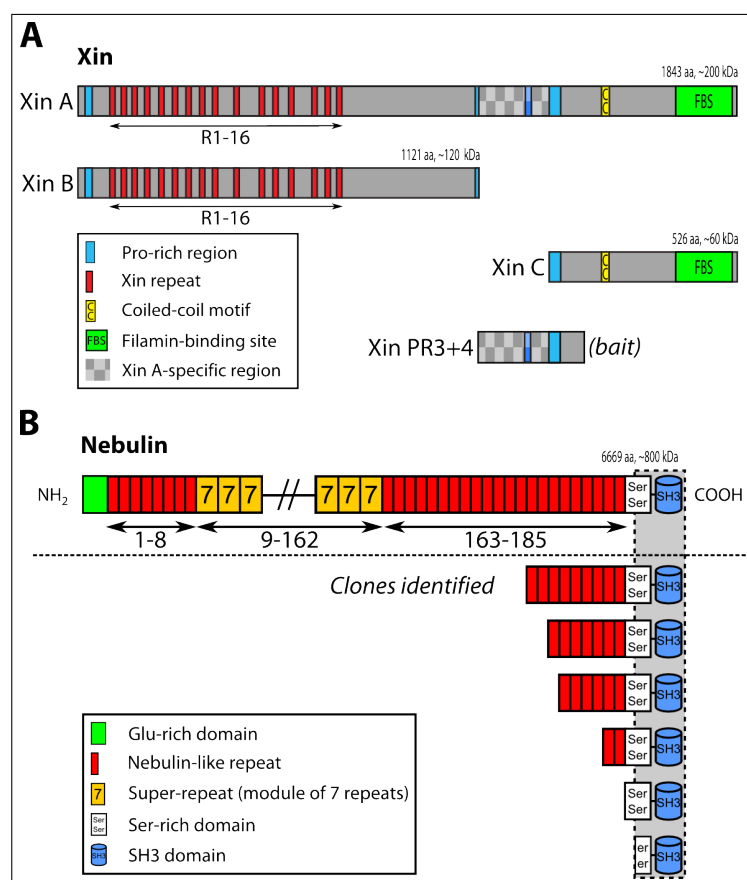 A
Xin
1843 aa, ~200 kDa
Xin A
C
C
FBS
R1-16
1121 aa, ~120 kDa
Xin B
R1-16
526 aa, ~60 kDa
Xin C
C
C
FBS
Pro-rich region
Xin repeat
C
C
Coiled-coil motif
FBS
Filamin-binding site
Xin A-specific region
Xin PR3+4
(bait)
B
Nebulin
6669 aa, ~800 kDa
NH2
7 7 7
7 7 7
Ser
Ser
SH3
COOH
1-8
9-162
163-185
Clones identified
Ser
Ser
SH3
Ser
Ser
SH3
Ser
Ser
SH3
Ser
Ser
SH3
Ser
Ser
SH3
er
er
SH3
Glu-rich domain
Nebulin-like repeat
7
Super-repeat (module of 7 repeats)
Ser
Ser
Ser-rich domain
SH3
SH3 domain